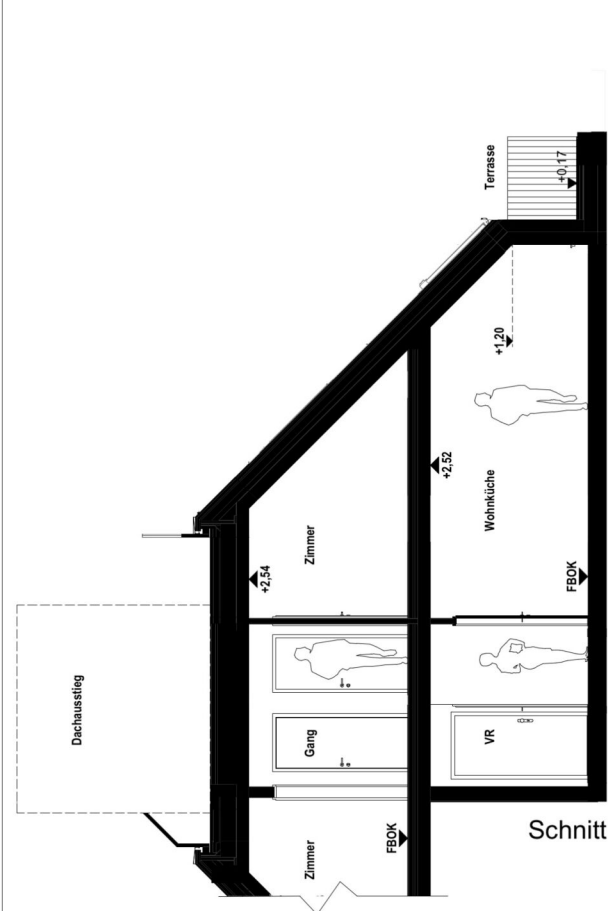 Dachausstieg
Terrasse
+0,17
+1,20
+2,54
Zimmer
+2,52
Wohnküche
FBOK
Gang
VR
Zimmer
FBOK
Schnitt